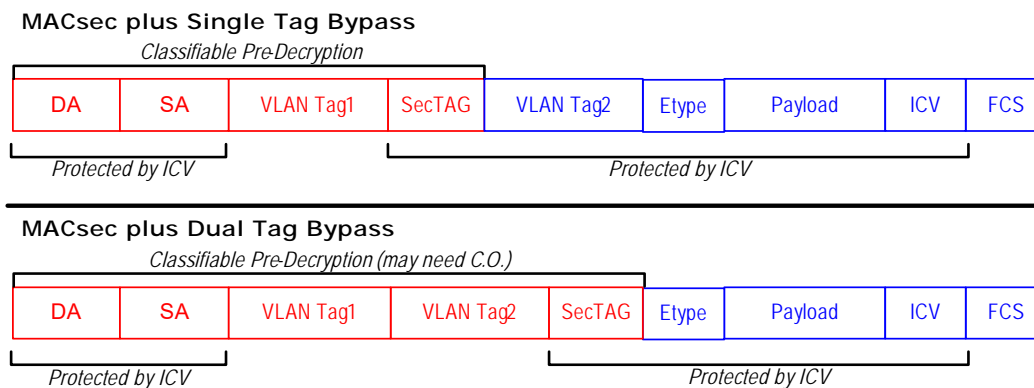 MACsec plus Single Tag Bypass
Classifiable Pre-Decryption
DA SA VLAN Tag1 SecTAG VLAN Tag2 Etype Payload ICV FCS
Protected by ICV Protected by ICV
MACsec plus Dual Tag Bypass
Classifiable Pre-Decryption (may need C.O.)
DA SA VLAN Tag1 VLAN Tag2 SecTAG Etype Payload ICV FCS
Protected by ICV Protected by ICV